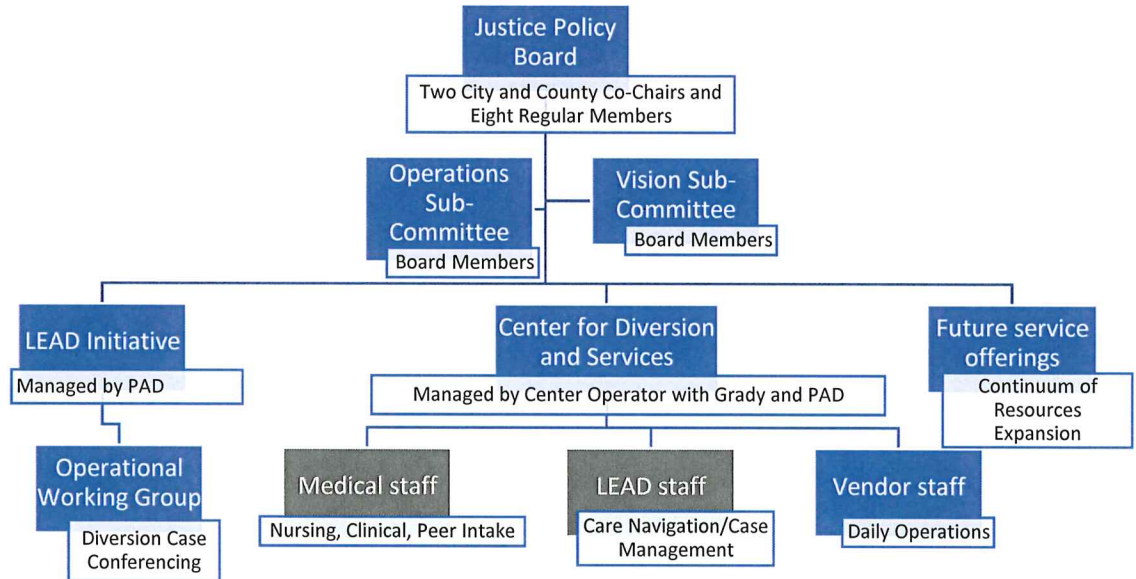 Justice Policy
Board
Two City and County Co-Chairs and
Eight Regular Members
Operations
Sub-
Committee
Board Members
Vision Sub-
Committee
Board Members
LEAD Initiative
Managed by PAD
Center for Diversion
and Services
Managed by Center Operator with Grady and PAD
Future service
offerings
Continuum of
Resources
Expansion
Operational
Working Group
Diversion Case
Conferencing
Medical staff
Nursing, Clinical, Peer Intake
LEAD staff
Care Navigation/Case
Management
Vendor staff
Daily Operations